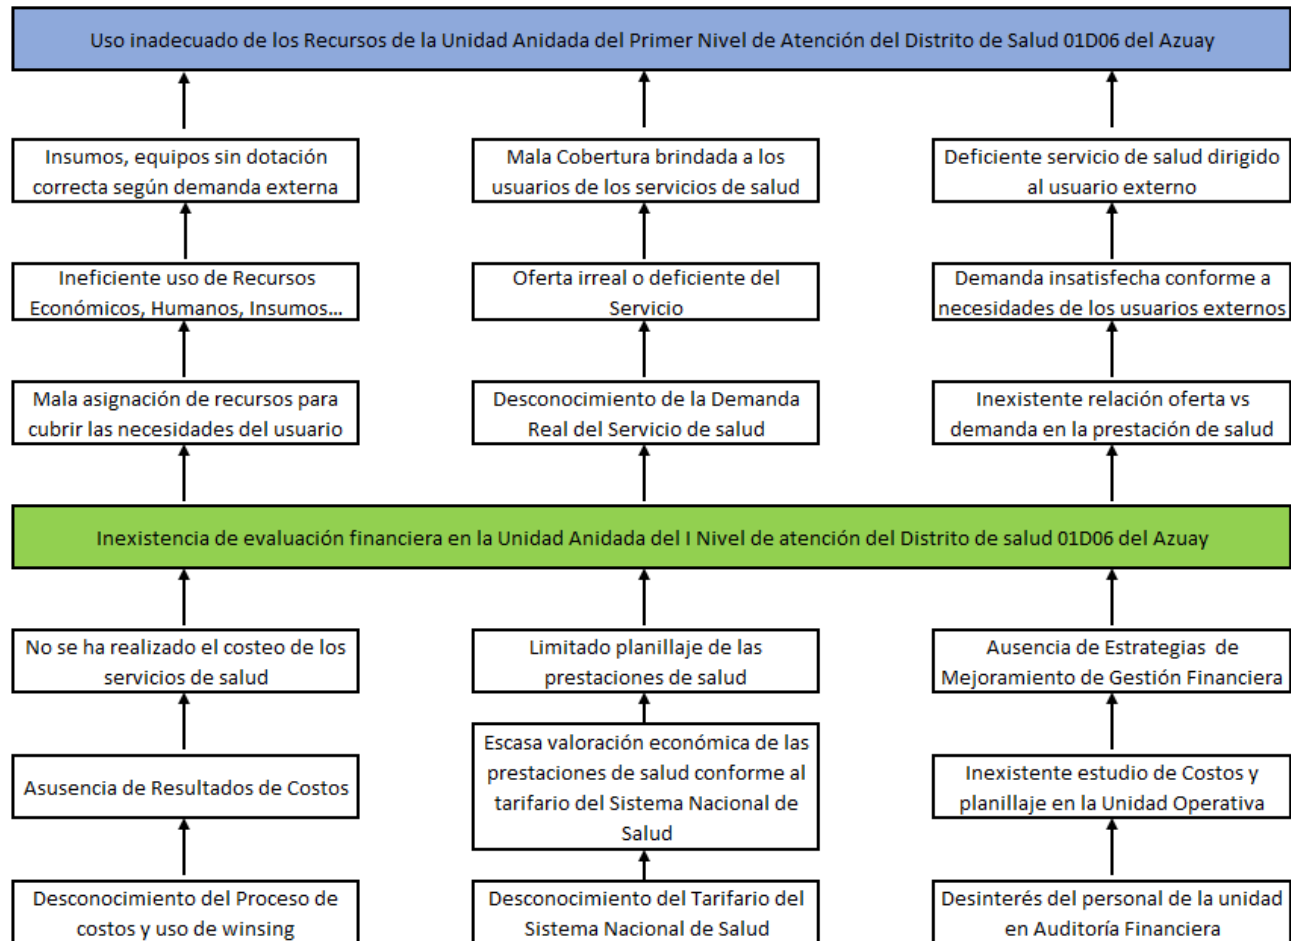 Uso inadecuado de los Recursos de la Unidad Anidada del Primer Nivel de Atención del Distrito de Salud 01D06 del Azuay
Insumos, equipos sin dotación
correcta según demanda externa
Mala Cobertura brindada a los
usuarios de los servicios de salud
Deficiente servicio de salud dirigido
al usuario externo
Ineficiente uso de Recursos
Económicos, Humanos, Insumos...
Oferta irreal o deficiente del
Servicio
Demanda insatisfecha conforme a
necesidades de los usuarios externos
Mala asignación de recursos para
cubrir las necesidades del usuario
Desconocimiento de la Demanda
Real del Servicio de salud
Inexistente relación oferta vs
demanda en la prestación de salud
Inexistencia de evaluación financiera en la Unidad Anidada del I Nivel de atención del Distrito de salud 01D06 del Azuay
No se ha realizado el costeo de los
servicios de salud
Limitado planillaje de las
prestaciones de salud
Ausencia de Estrategias de
Mejoramiento de Gestión Financiera
Asusencia de Resultados de Costos
Escasa valoración económica de las
prestaciones de salud conforme al
tarifario del Sistema Nacional de
Salud
Inexistente estudio de Costos y
planillaje en la Unidad Operativa
Desconocimiento del Proceso de
costos y uso de winsing
Desconocimiento del Tarifario del
Sistema Nacional de Salud
Desinterés del personal de la unidad
en Auditoría Financiera